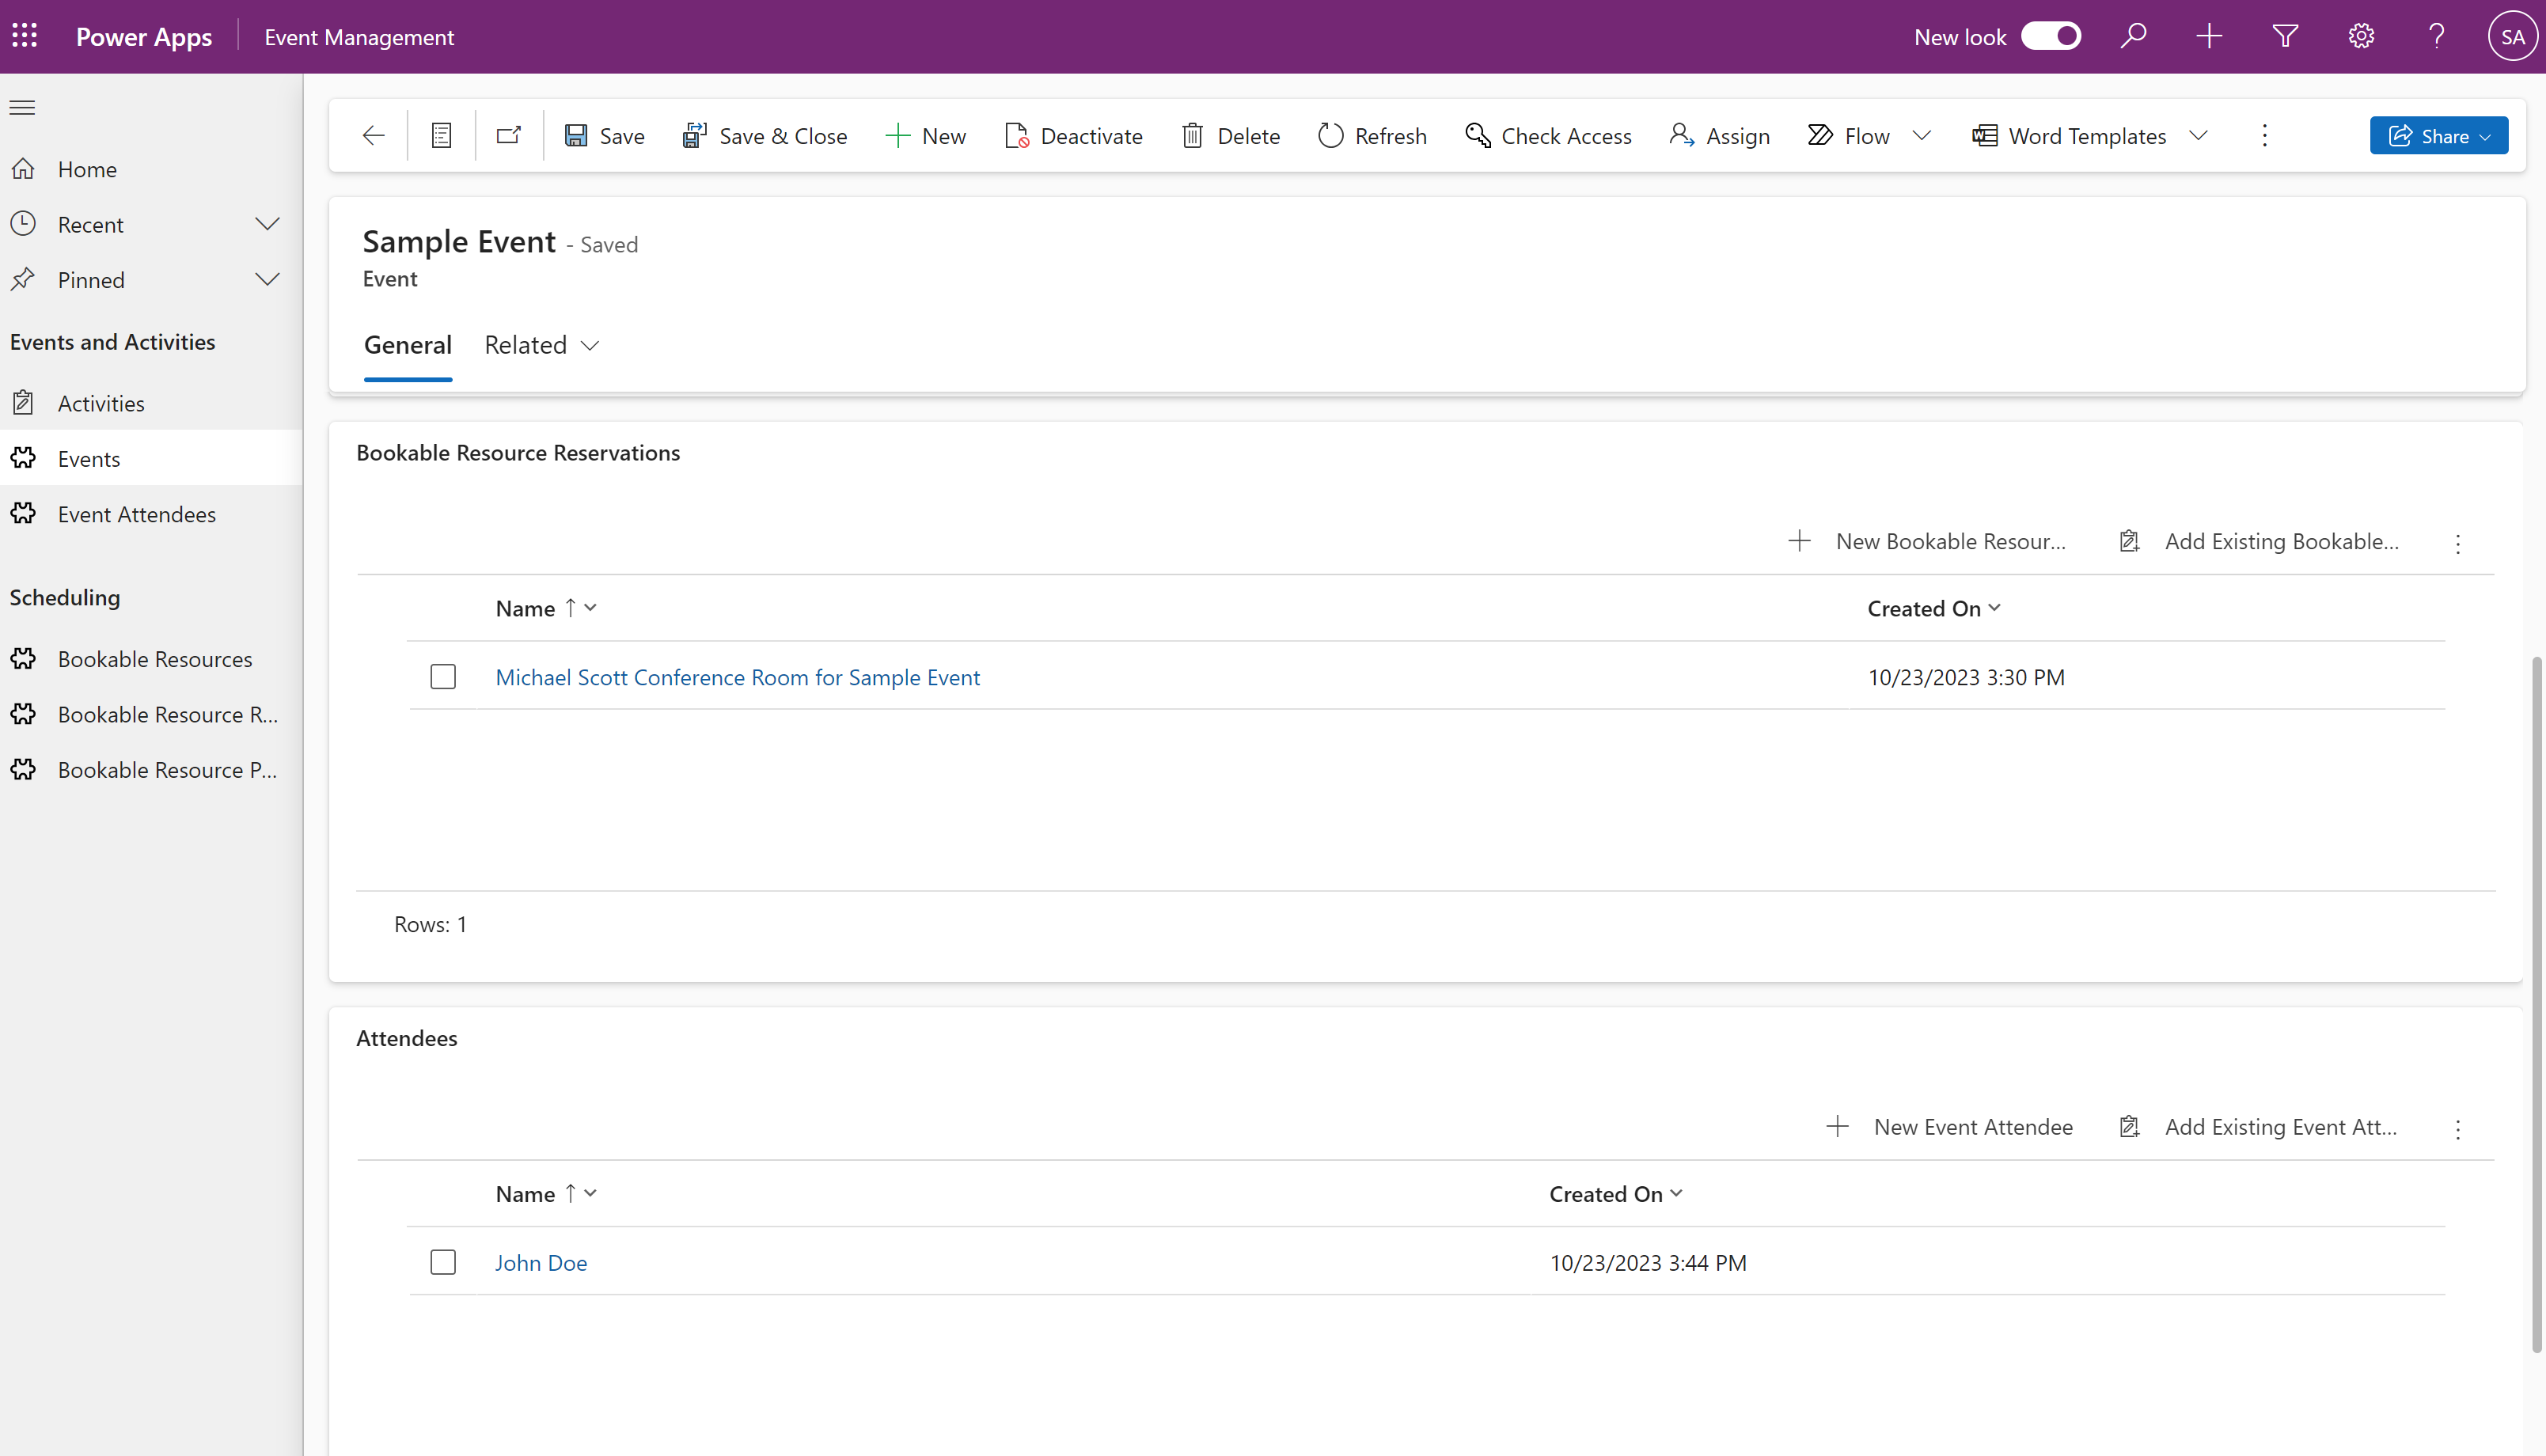 Power Apps
Event Management
New look
SA
Home
Recent
Pinned
Events and Activities
Activities
Events
Event Attendees
Scheduling
Bookable Resources
Bookable Resource R...
Bookable Resource P...
Save
Save & Close
New
Deactivate
Delete
Refresh
Check Access
Assign
Flow
Word Templates
Share
Sample Event - Saved
Event
General
Related
Bookable Resource Reservations
New Bookable Resour...
Add Existing Bookable...
Name
Created On
Michael Scott Conference Room for Sample Event
10/23/2023 3:30 PM
Rows: 1
Attendees
New Event Attendee
Add Existing Event Att...
Name
Created On
John Doe
10/23/2023 3:44 PM